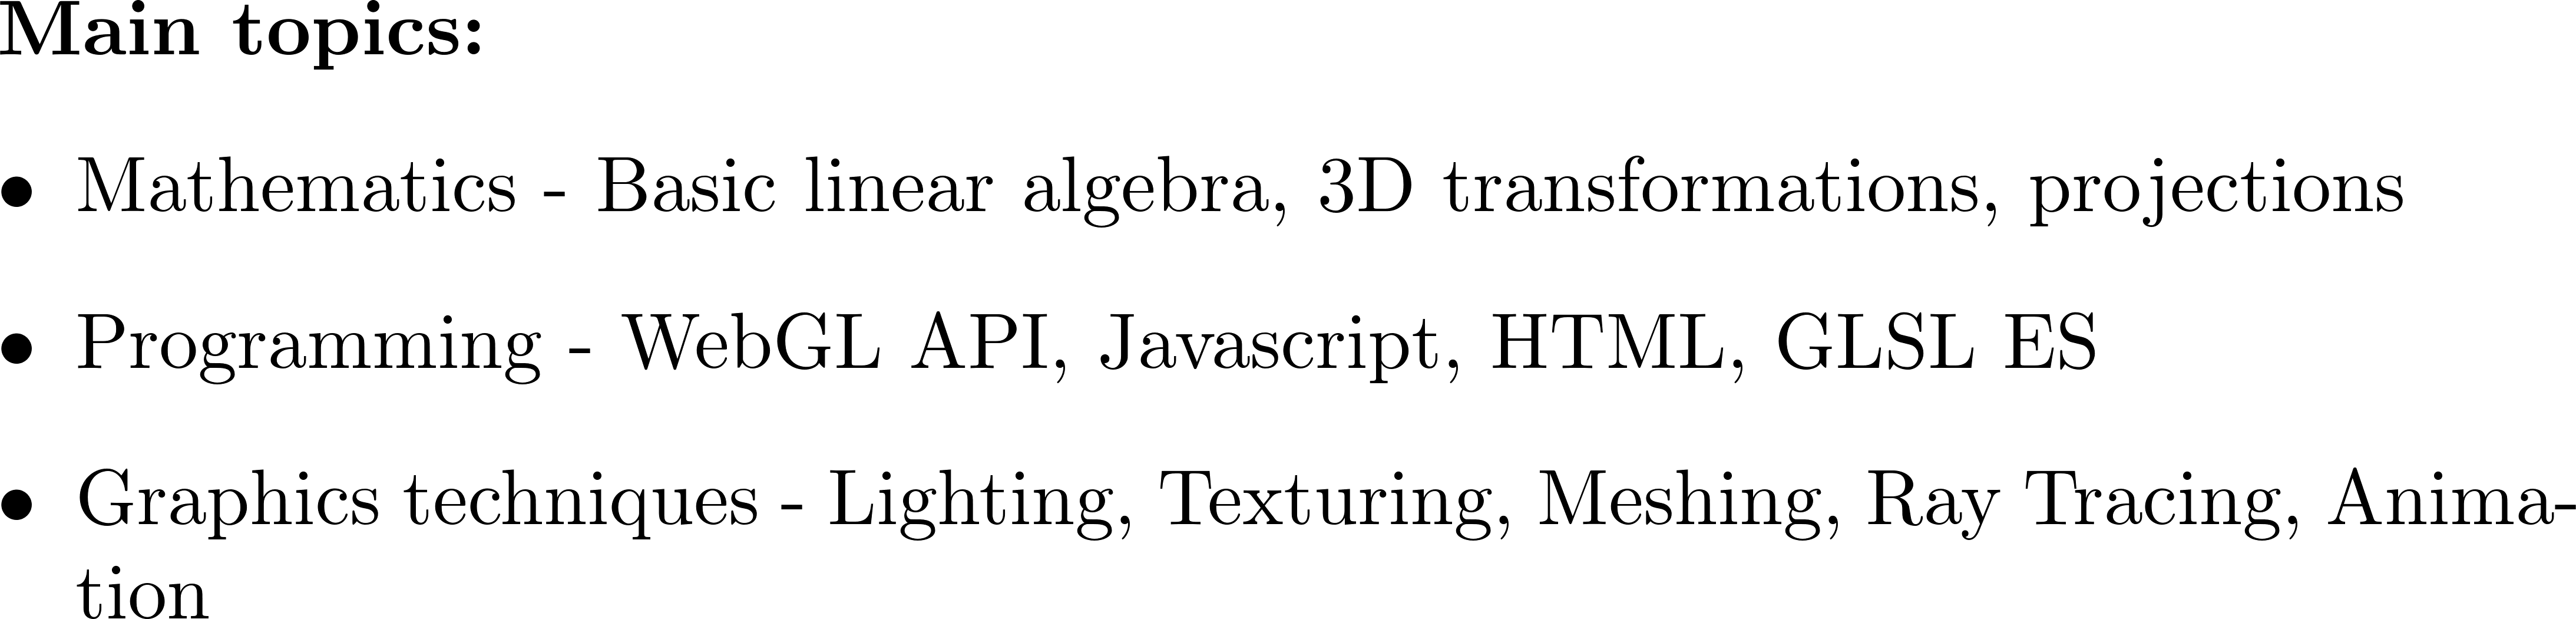 Main topics:
• Mathematics - Basic linear algebra, 3D transformations, projections
• Programming - WebGL API, Javascript, HTML, GLSL ES
• Graphics techniques - Lighting, Texturing, Meshing, Ray Tracing, Anima-
tion